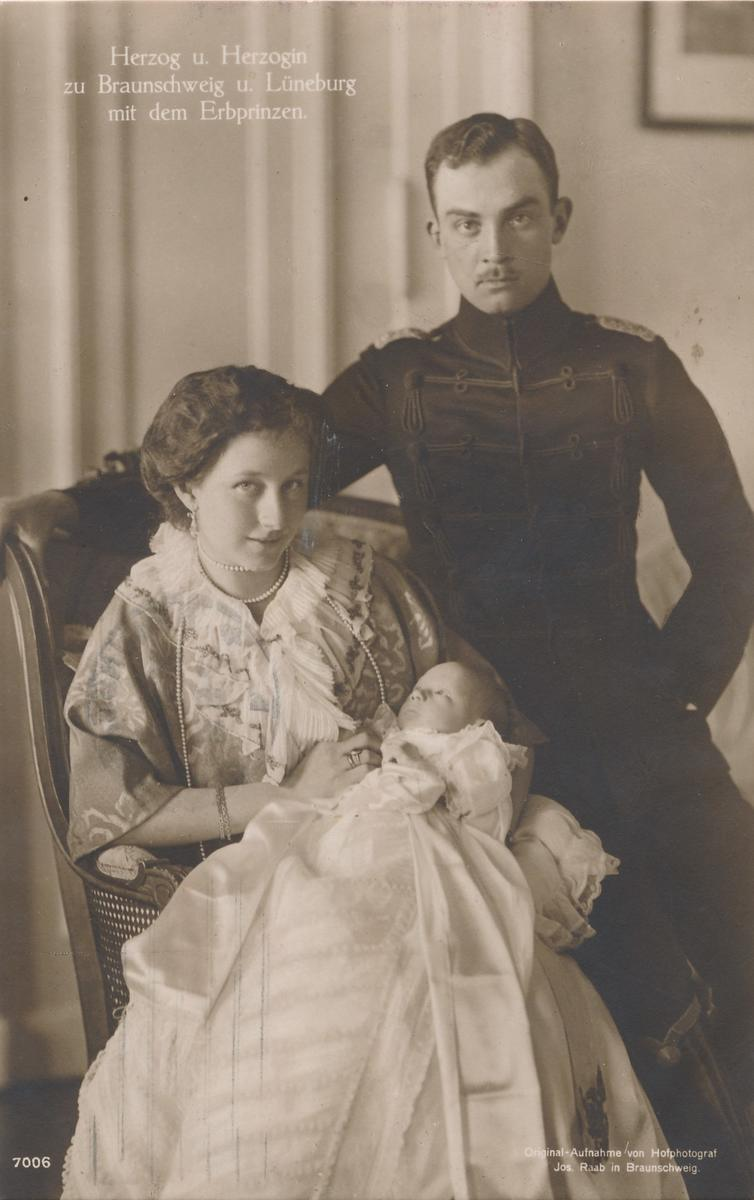 Herzog u. Herzogin
zu Braunschweig u. Lüneburg
mit dem Erbprinzen.
7006
Original-Aufnahme von Hofphotograf
Jos. Raab in Braunschweig.